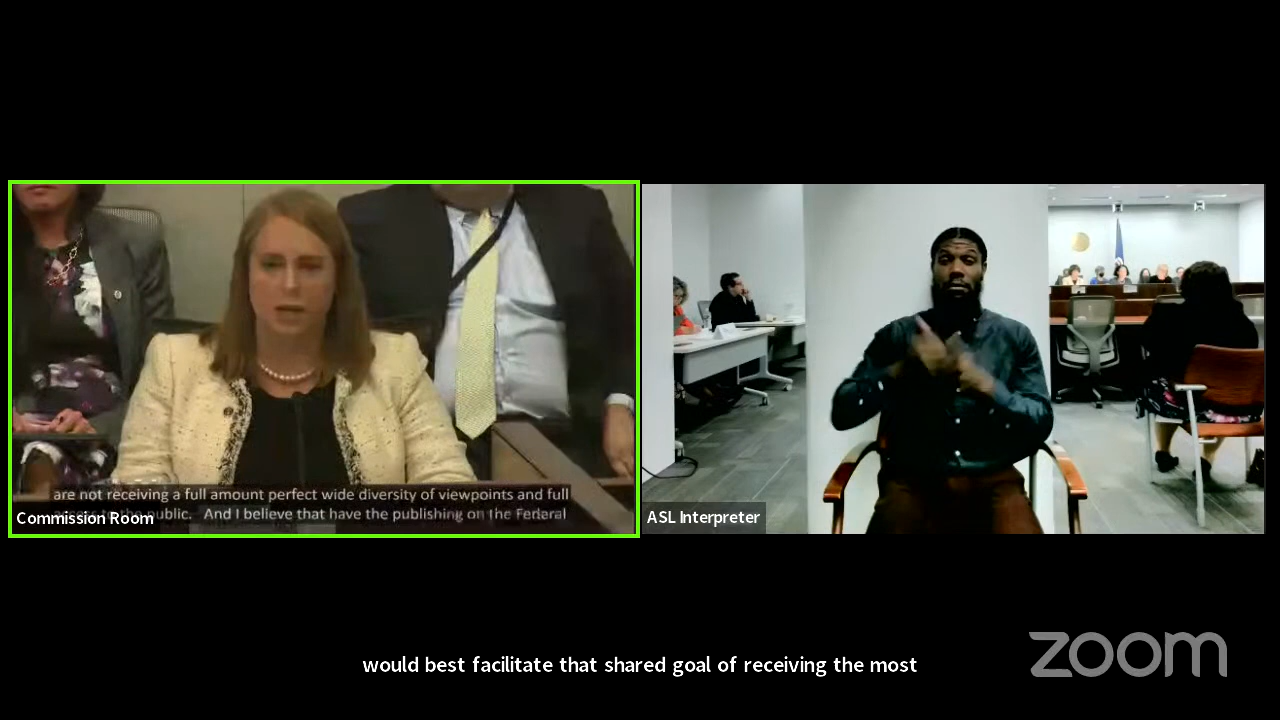 are not receiving a full amount perfect wide diversity of viewpoints and full
public. And I believe that have the publishing on the Federal
Commission Room
ASL Interpreter
would best facilitate that shared goal of receiving the most
zoom